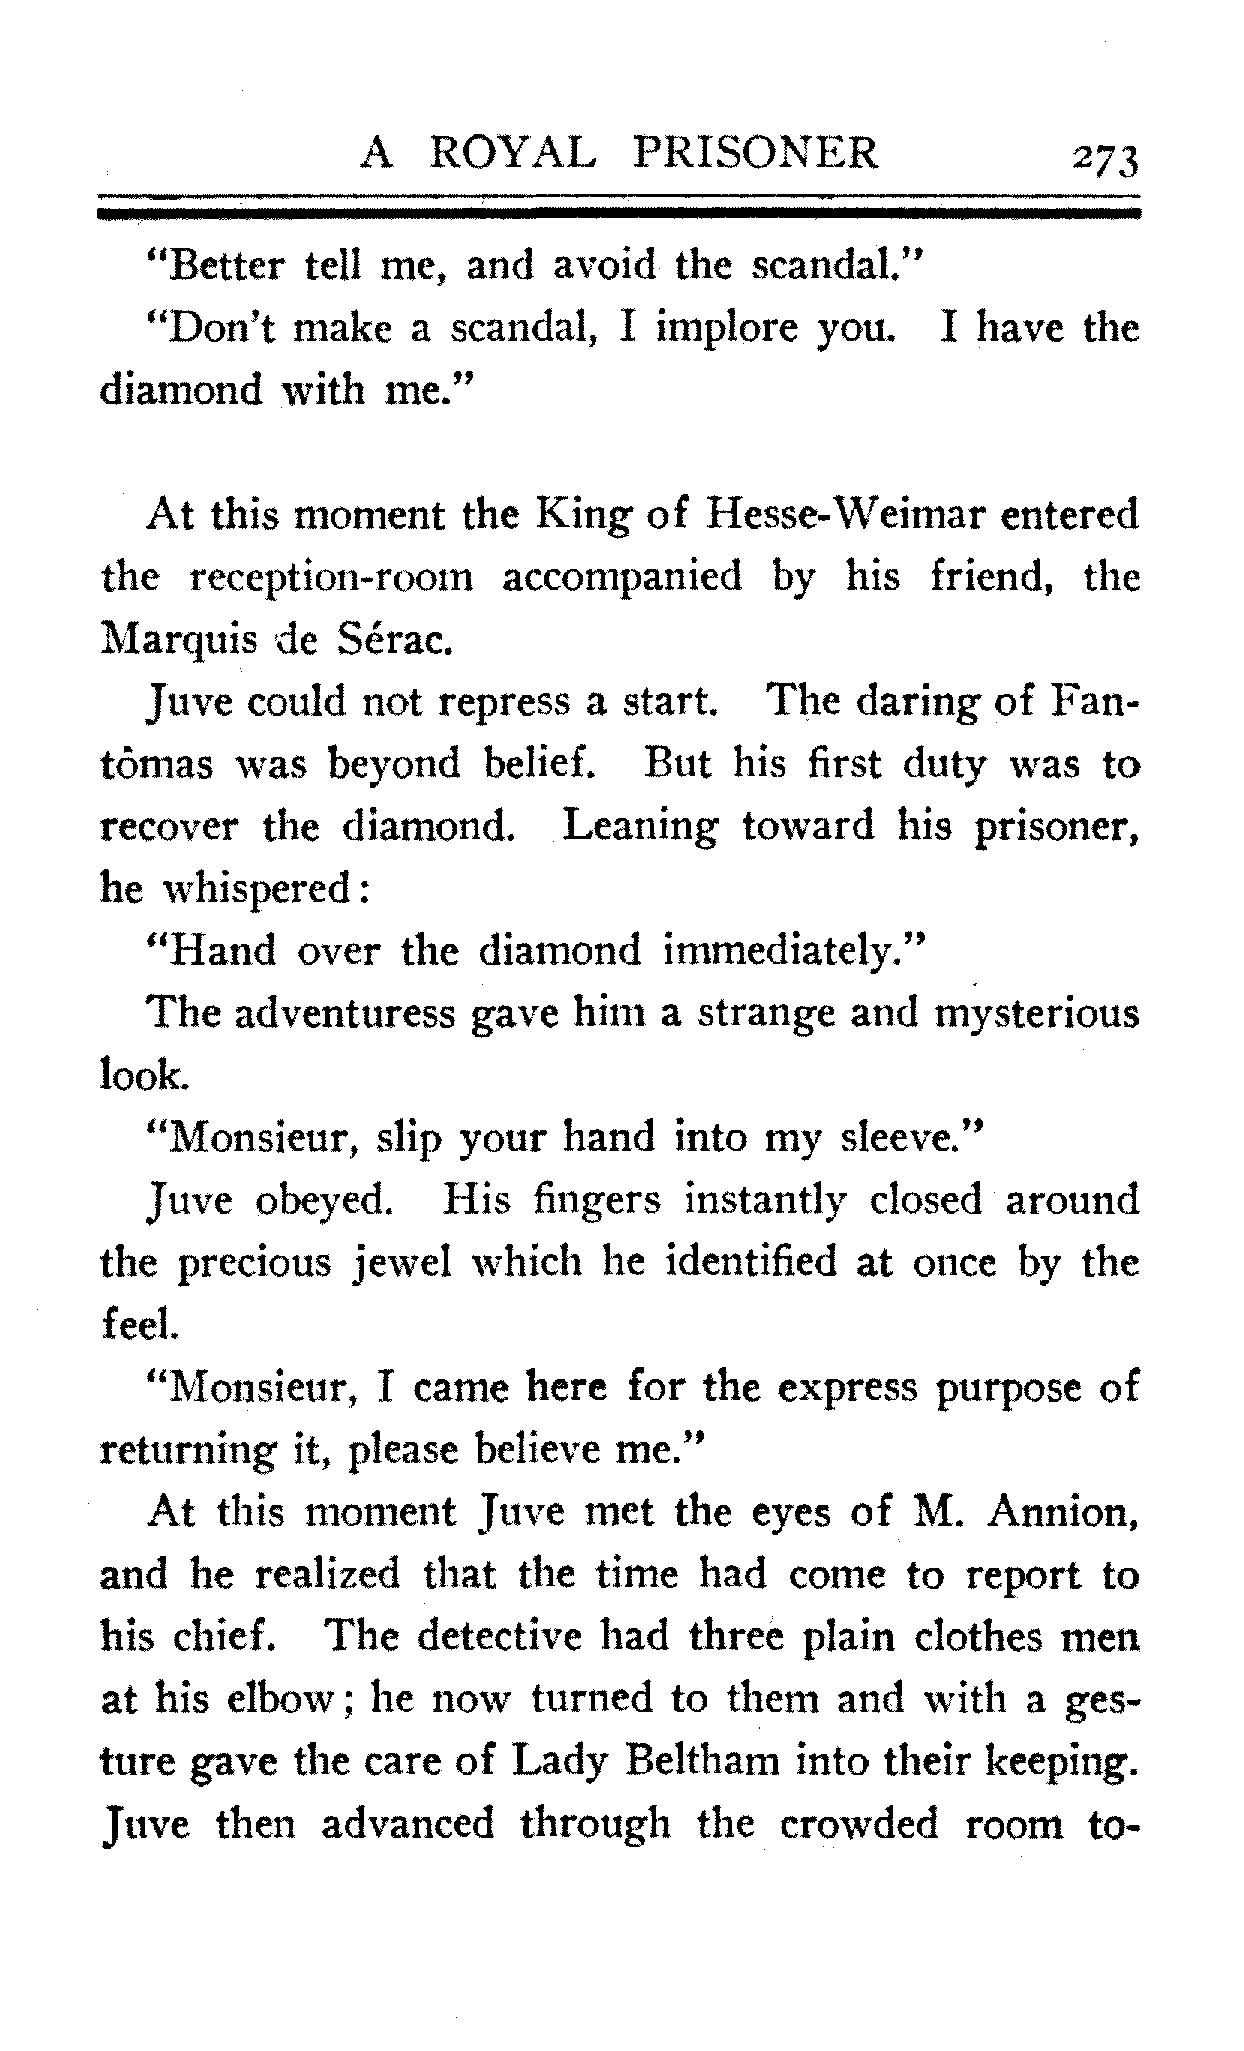 A ROYAL PRISONER 273
“Better tell me, and avoid the scandal.”
“Don’t make a scandal, I implore you. I have the
diamond with me.”
At this moment the King of Hesse-Weimar entered
the reception-room accompanied by his friend, the
Marquis de Sérac.
Juve could not repress a start. The daring of Fan-
tômas was beyond belief. But his first duty was to
recover the diamond. Leaning toward his prisoner,
he whispered:
“Hand over the diamond immediately.”
The adventuress gave him a strange and mysterious
look.
“Monsieur, slip your hand into my sleeve.”
Juve obeyed. His fingers instantly closed around
the precious jewel which he identified at once by the
feel.
“Monsieur, I came here for the express purpose of
returning it, please believe me.”
At this moment Juve met the eyes of M. Annion,
and he realized that the time had come to report to
his chief. The detective had three plain clothes men
at his elbow; he now turned to them and with a ges-
ture gave the care of Lady Beltham into their keeping.
Juve then advanced through the crowded room to-